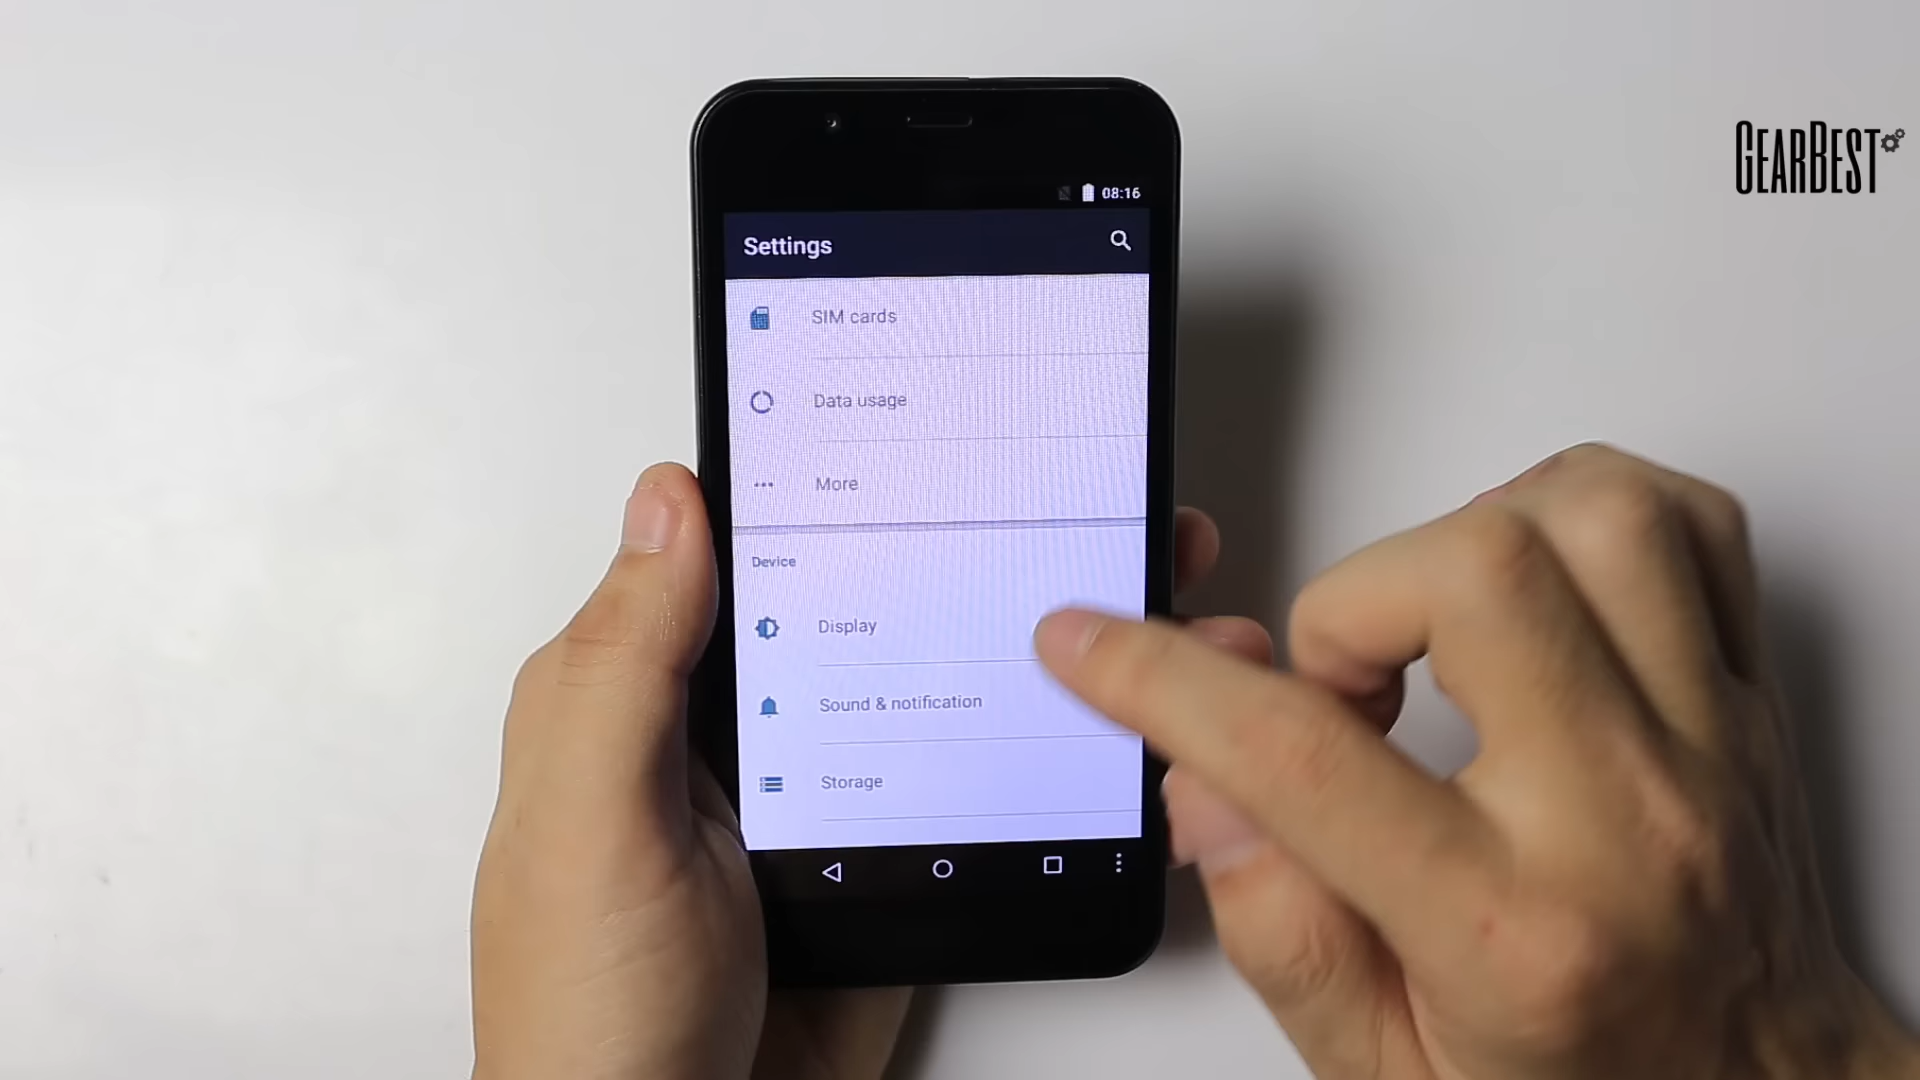 GEARBEST
08:16
Settings
SIM cards
Data usage
More
Device
Display
Sound & notification
Storage